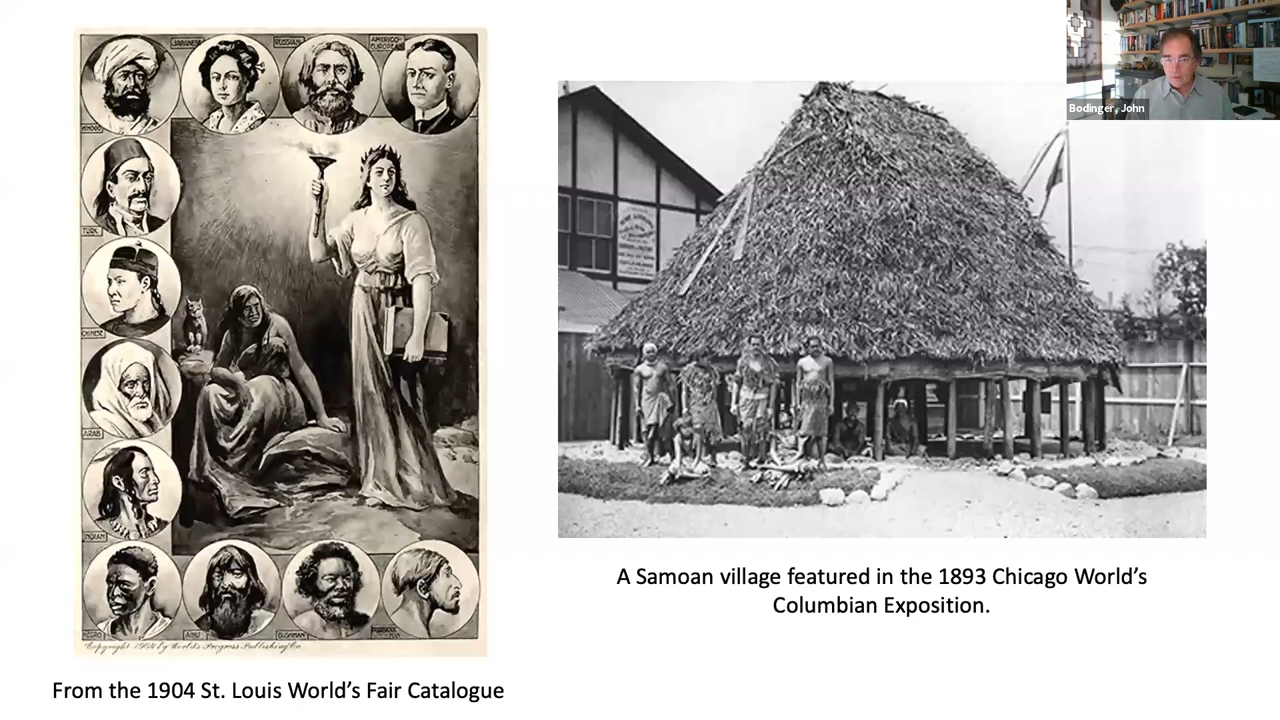 JAPANESE
RUSSIAN
AMERICO-
EUROPEAN
HINDOO
TURK
CHINESE
ARAB
INDIAN
NEGRO
AINU
BUSHMAN
Copyright 1904 by World's Progress Publishing Co.
From the 1904 St. Louis World's Fair Catalogue
A Samoan village featured in the 1893 Chicago World's
Columbian Exposition.
Bodinger, John